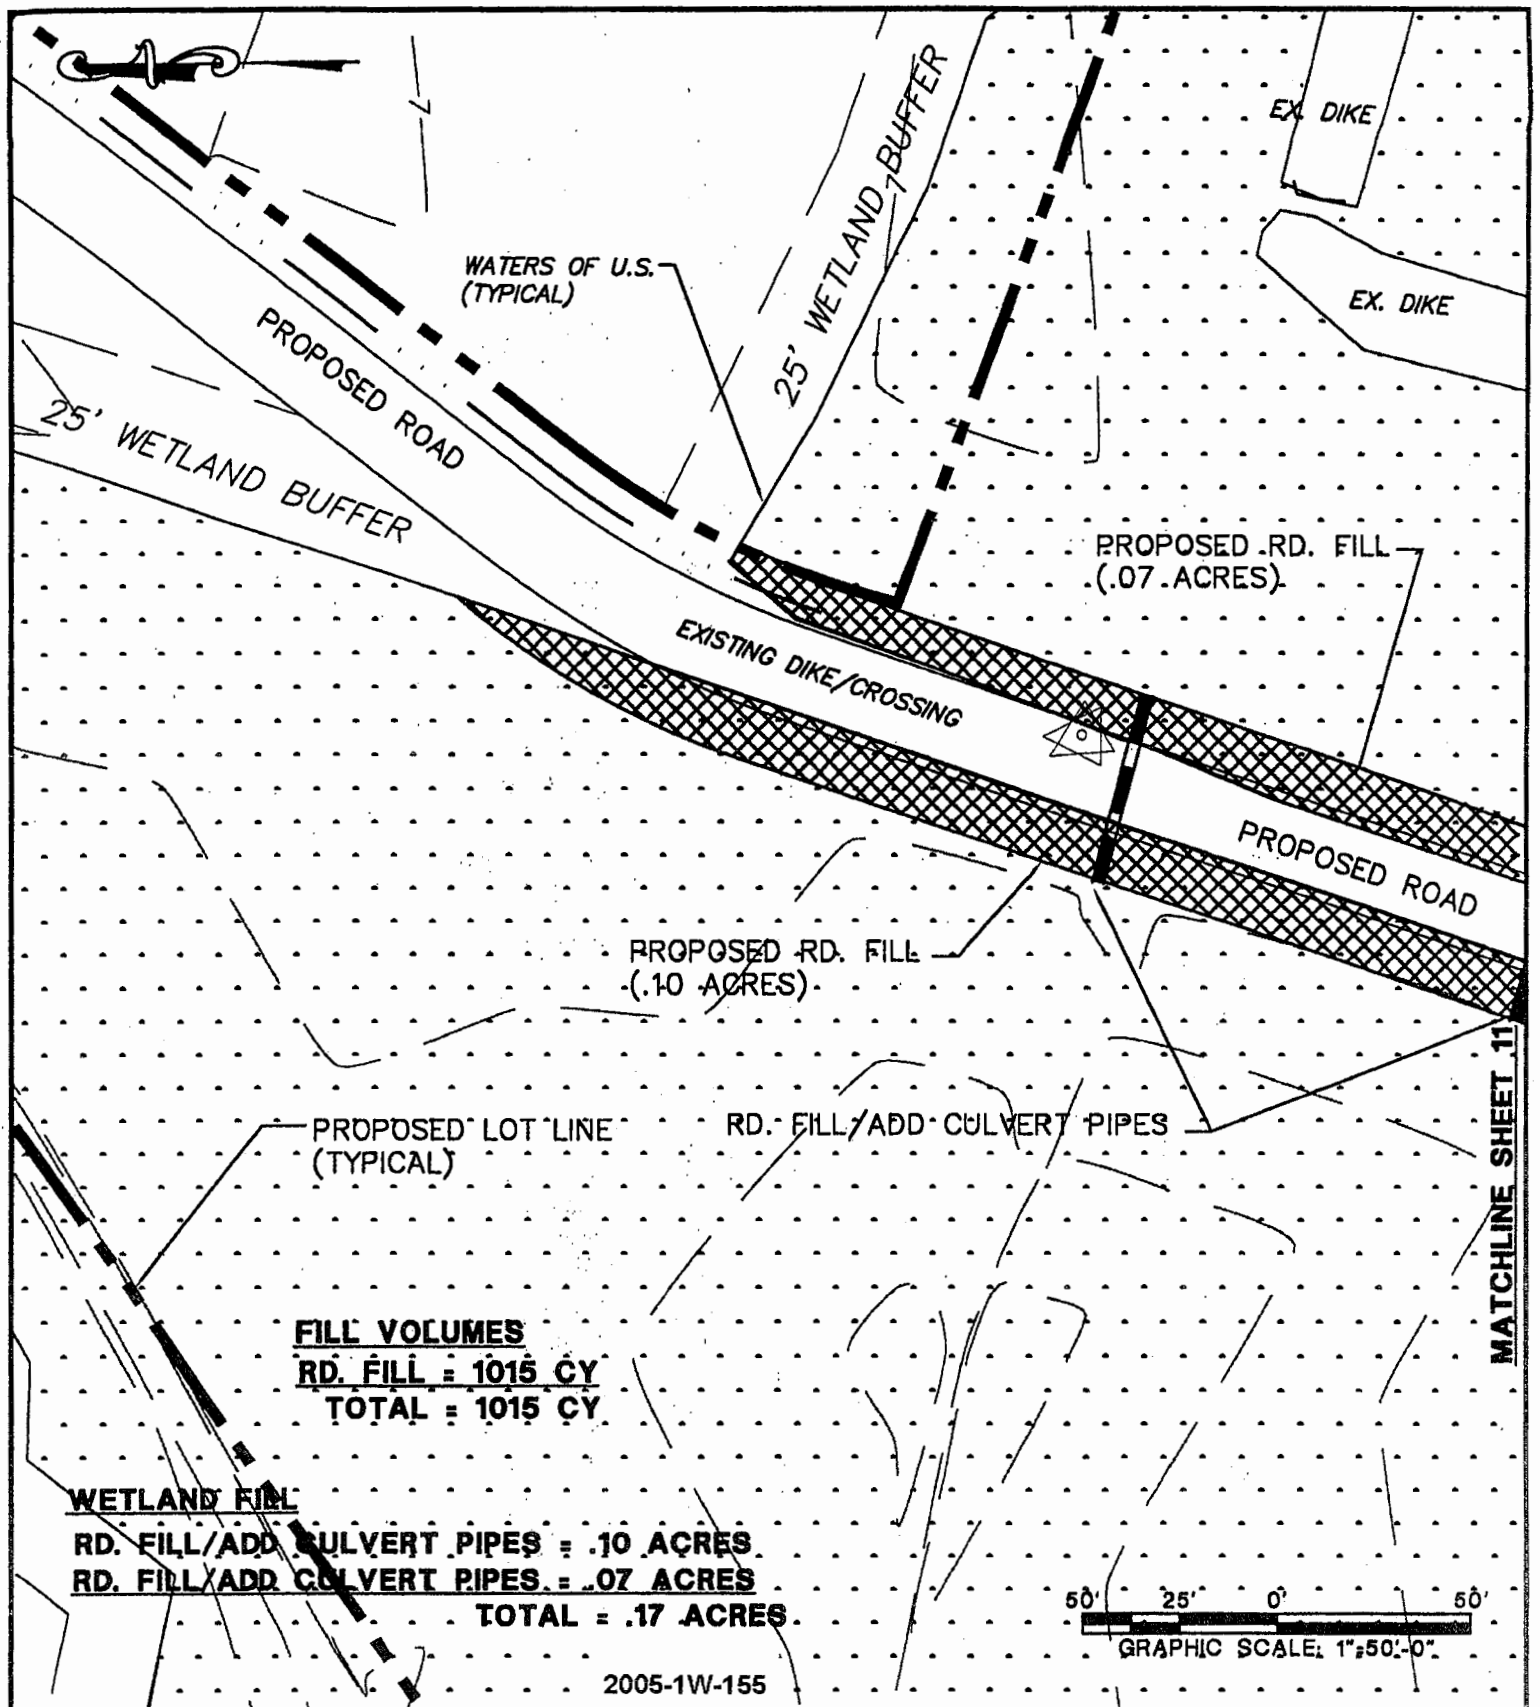 7
EX. DIKE
25' WETLAND BUFFER
7
WATERS OF U.S.
(TYPICAL)
EX. DIKE
PROPOSED ROAD
25' WETLAND BUFFER
PROPOSED RD. FILL
(.07 ACRES)
EXISTING DIKE/CROSSING
PROPOSED ROAD
PROPOSED RD. FILL
(.10 ACRES)
PROPOSED LOT LINE
(TYPICAL)
RD. FILL/ADD CULVERT PIPES
MATCHLINE SHEET 11
FILL VOLUMES
RD. FILL = 1015 CY
TOTAL = 1015 CY
WETLAND FILL
RD. FILL/ADD CULVERT PIPES = .10 ACRES
RD. FILL/ADD CULVERT PIPES = .07 ACRES
TOTAL = .17 ACRES
50' 25' 0' 50'
GRAPHIC SCALE: 1"=50'-0"
2005-1W-155